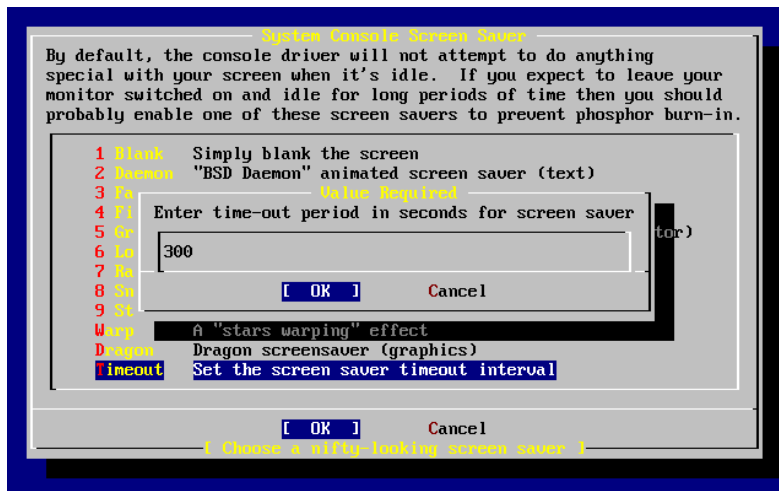 System Console Screen Saver
By default, the console driver will not attempt to do anything
special with your screen when it's idle.  If you expect to leave your
monitor switched on and idle for long periods of time then you should
probably enable one of these screen savers to prevent phosphor burn-in.
1 Blank Simply blank the screen
2 Daemon "BSD Daemon" animated screen saver (text)
3 Fa
Value Required
4 Fi
Enter time-out period in seconds for screen saver
5 Gr tor)
6 Lo
300
7 Ra
8 Sn
[ OK ] Cancel
9 St
Warp A "stars warping" effect
Dragon Dragon screensaver (graphics)
Timeout Set the screen saver timeout interval
[ OK ] Cancel
[ Choose a nifty-looking screen saver ]